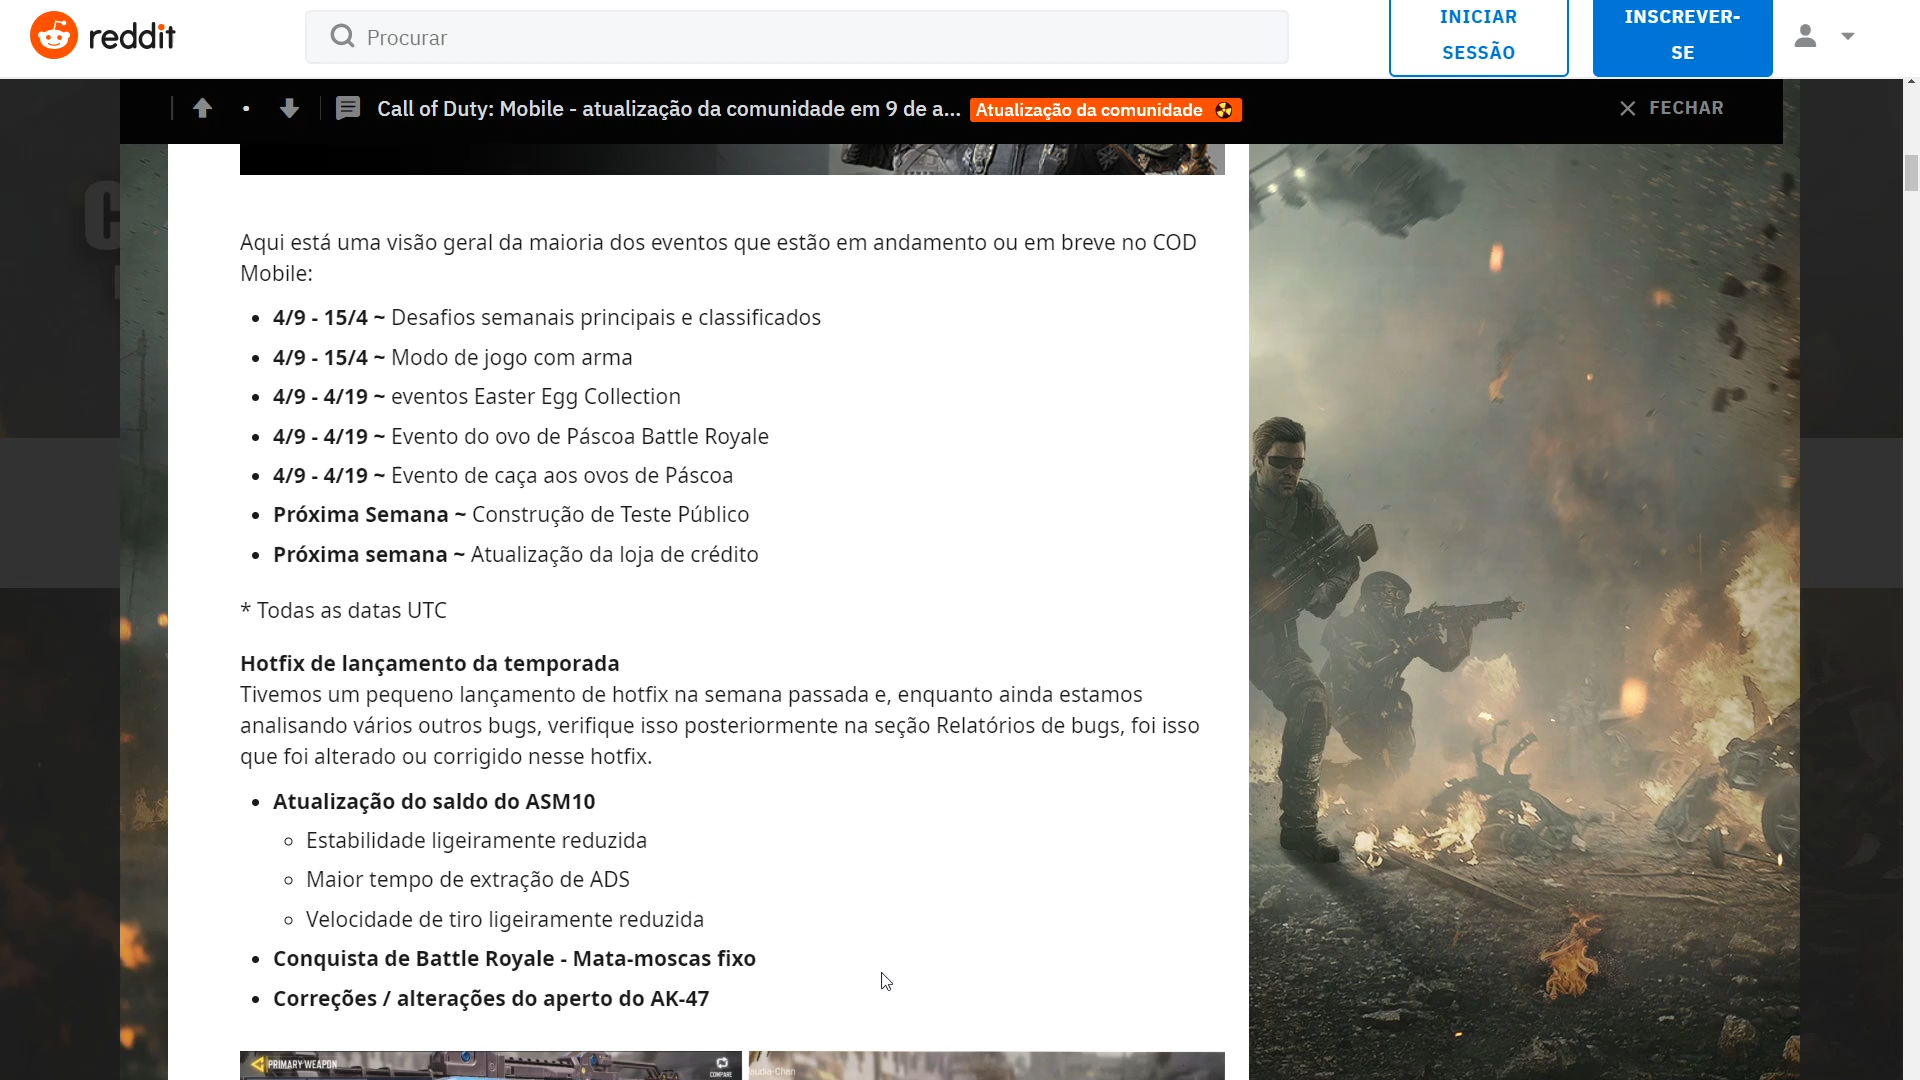 reddit
Procurar
INICIAR
SESSÃO
INSCREVER-
SE
Call of Duty: Mobile - atualização da comunidade em 9 de a... Atualização da comunidade
FECHAR
Aqui está uma visão geral da maioria dos eventos que estão em andamento ou em breve no COD
Mobile:
• 4/9 - 15/4 ~ Desafios semanais principais e classificados
• 4/9 - 15/4 ~ Modo de jogo com arma
• 4/9 - 4/19 ~ eventos Easter Egg Collection
• 4/9 - 4/19 ~ Evento do ovo de Páscoa Battle Royale
• 4/9 - 4/19 ~ Evento de caça aos ovos de Páscoa
• Próxima Semana ~ Construção de Teste Público
• Próxima semana ~ Atualização da loja de crédito
* Todas as datas UTC
Hotfix de lançamento da temporada
Tivemos um pequeno lançamento de hotfix na semana passada e, enquanto ainda estamos
analisando vários outros bugs, verifique isso posteriormente na seção Relatórios de bugs, foi isso
que foi alterado ou corrigido nesse hotfix.
• Atualização do saldo do ASM10
◦ Estabilidade ligeiramente reduzida
◦ Maior tempo de extração de ADS
◦ Velocidade de tiro ligeiramente reduzida
• Conquista de Battle Royale - Mata-moscas fixo
• Correções / alterações do aperto do AK-47
PRIMARY WEAPON
COMPARE